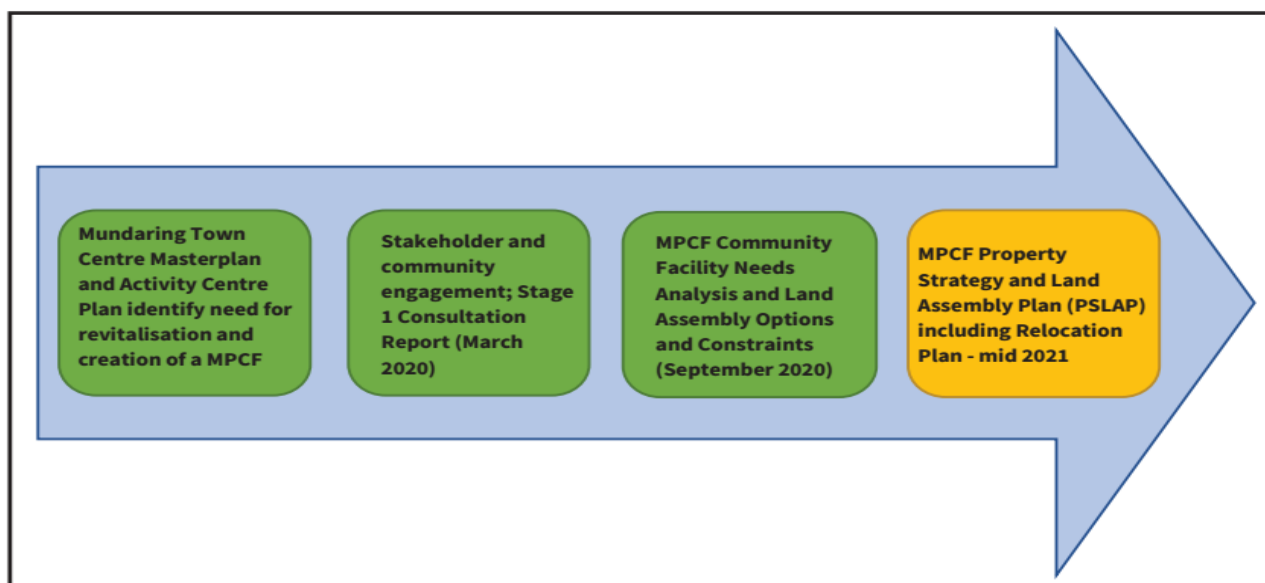 Mundaring Town
Centre Masterplan
and Activity Centre
Plan identify need for
revitalisation and
creation of a MPCF
Stakeholder and
community
engagement; Stage
1 Consultation
Report (March
2020)
MPCF Community
Facility Needs
Analysis and Land
Assembly Options
and Constraints
(September 2020)
MPCF Property
Strategy and Land
Assembly Plan (PSLAP)
including Relocation
Plan - mid 2021